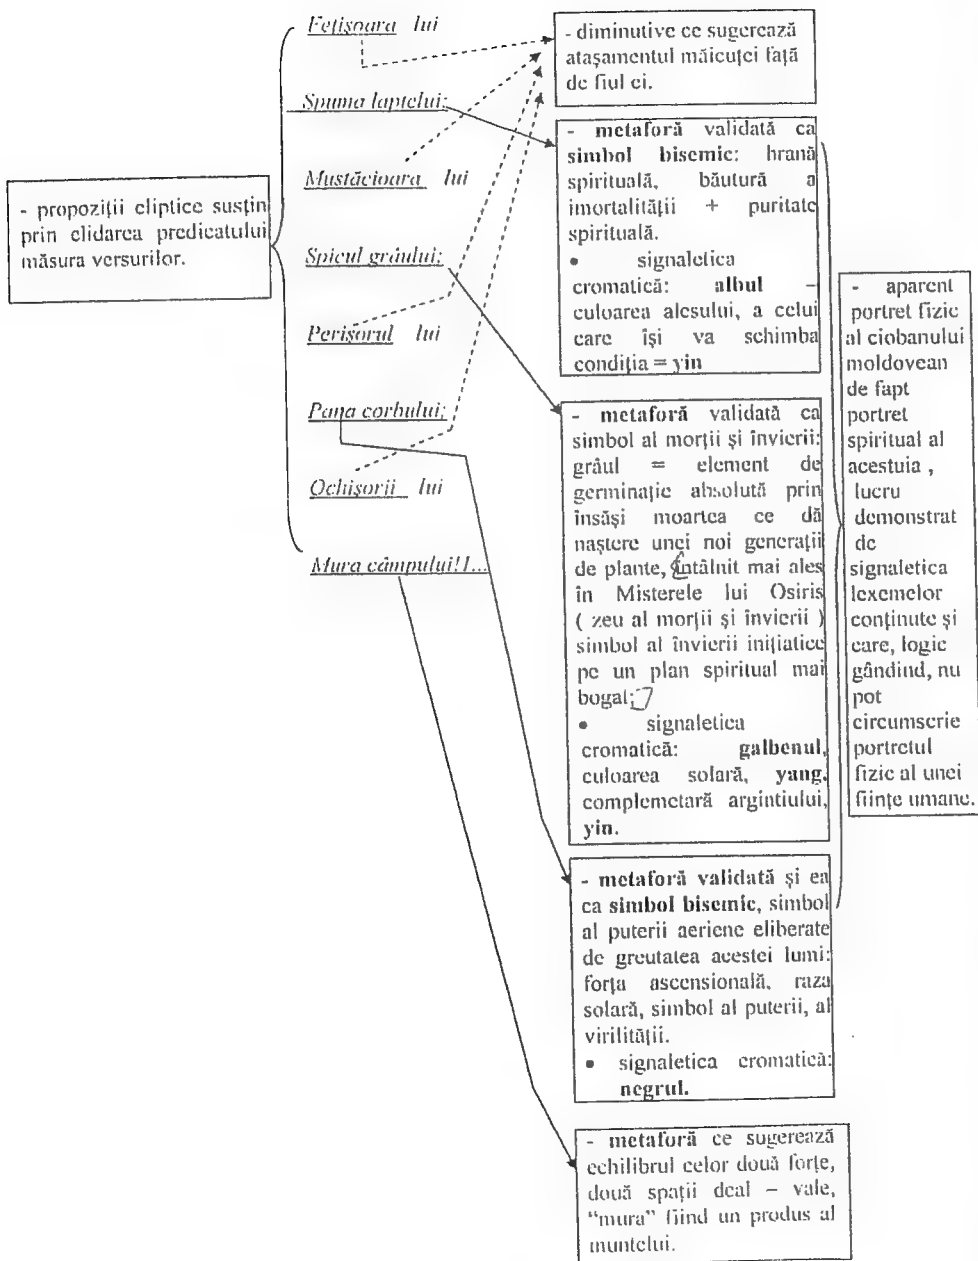 Fetişoara lui
Spuma laptelui;
Mustăcioara lui
Spicul grâului;
Perişorul lui
Pana corbului;
Ochişorii lui
Mura câmpului!1...
- propoziţii eliptice susţin
prin elidarea predicatului
măsura versurilor.
- diminutive ce sugerează
ataşamentul măicuţei faţă
de fiul ei.
- metaforă validată ca
simbol bisemic: hrană
spirituală, băutură a
imortalităţii + puritate
spirituală.
• signaletica
cromatică: albul –
culoarea alesului, a celui
care îşi va schimba
condiţia = yin
- metaforă validată ca
simbol al morţii şi învierii:
grâul = element de
germinaţie absolută prin
însăşi moartea ce dă
naştere unei noi generaţii
de plante, întâlnit mai ales
în Misterele lui Osiris
( zeu al morţii şi învierii )
simbol al învierii iniţiatice
pe un plan spiritual mai
bogat;
• signaletica
cromatică: galbenul,
culoarea solară, yang,
complemetară argintiului,
yin.
- metaforă validată şi ea
ca simbol bisemic, simbol
al puterii aeriene eliberate
de greutatea acestei lumi:
forţa ascensională, raza
solară, simbol al puterii, al
virilităţii.
• signaletica cromatică:
negrul.
- metaforă ce sugerează
echilibrul celor două forţe,
două spaţii deal – vale,
"mura" fiind un produs al
muntelui.
- aparent
portret fizic
al ciobanului
moldovean
de fapt
portret
spiritual al
acestuia ,
lucru
demonstrat
de
signaletica
lexemelor
conţinute şi
care, logic
gândind, nu
pot
circumscrie
portretul
fizic al unei
fiinţe umane.